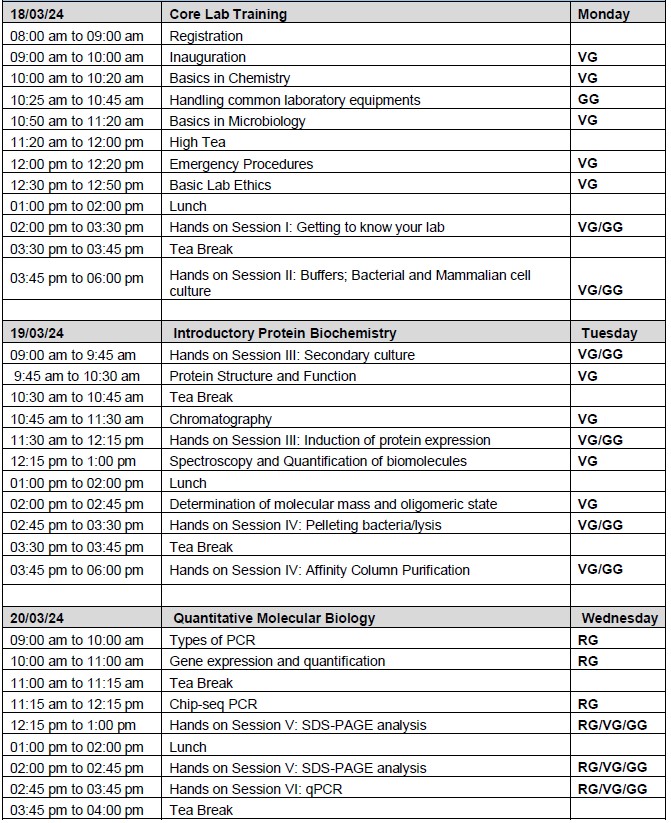 18/03/24 Core Lab Training Monday
08:00 am to 09:00 am Registration
09:00 am to 10:00 am Inauguration VG
10:00 am to 10:20 am Basics in Chemistry VG
10:25 am to 10:45 am Handling common laboratory equipments GG
10:50 am to 11:20 am Basics in Microbiology VG
11:20 am to 12:00 pm High Tea
12:00 pm to 12:20 pm Emergency Procedures VG
12:30 pm to 12:50 pm Basic Lab Ethics VG
01:00 pm to 02:00 pm Lunch
02:00 pm to 03:30 pm Hands on Session I: Getting to know your lab VG/GG
03:30 pm to 03:45 pm Tea Break
03:45 pm to 06:00 pm Hands on Session II: Buffers; Bacterial and Mammalian cell
culture VG/GG
19/03/24 Introductory Protein Biochemistry Tuesday
09:00 am to 9:45 am Hands on Session III: Secondary culture VG/GG
9:45 am to 10:30 am Protein Structure and Function VG
10:30 am to 10:45 am Tea Break
10:45 am to 11:30 am Chromatography VG
11:30 am to 12:15 pm Hands on Session III: Induction of protein expression VG/GG
12:15 pm to 1:00 pm Spectroscopy and Quantification of biomolecules VG
01:00 pm to 02:00 pm Lunch
02:00 pm to 02:45 pm Determination of molecular mass and oligomeric state VG
02:45 pm to 03:30 pm Hands on Session IV: Pelleting bacteria/lysis VG/GG
03:30 pm to 03:45 pm Tea Break
03:45 pm to 06:00 pm Hands on Session IV: Affinity Column Purification VG/GG
20/03/24 Quantitative Molecular Biology Wednesday
09:00 am to 10:00 am Types of PCR RG
10:00 am to 11:00 am Gene expression and quantification RG
11:00 am to 11:15 am Tea Break
11:15 am to 12:15 pm Chip-seq PCR RG
12:15 pm to 1:00 pm Hands on Session V: SDS-PAGE analysis RG/VG/GG
01:00 pm to 02:00 pm Lunch
02:00 pm to 02:45 pm Hands on Session V: SDS-PAGE analysis RG/VG/GG
02:45 pm to 03:45 pm Hands on Session VI: qPCR RG/VG/GG
03:45 pm to 04:00 pm Tea Break